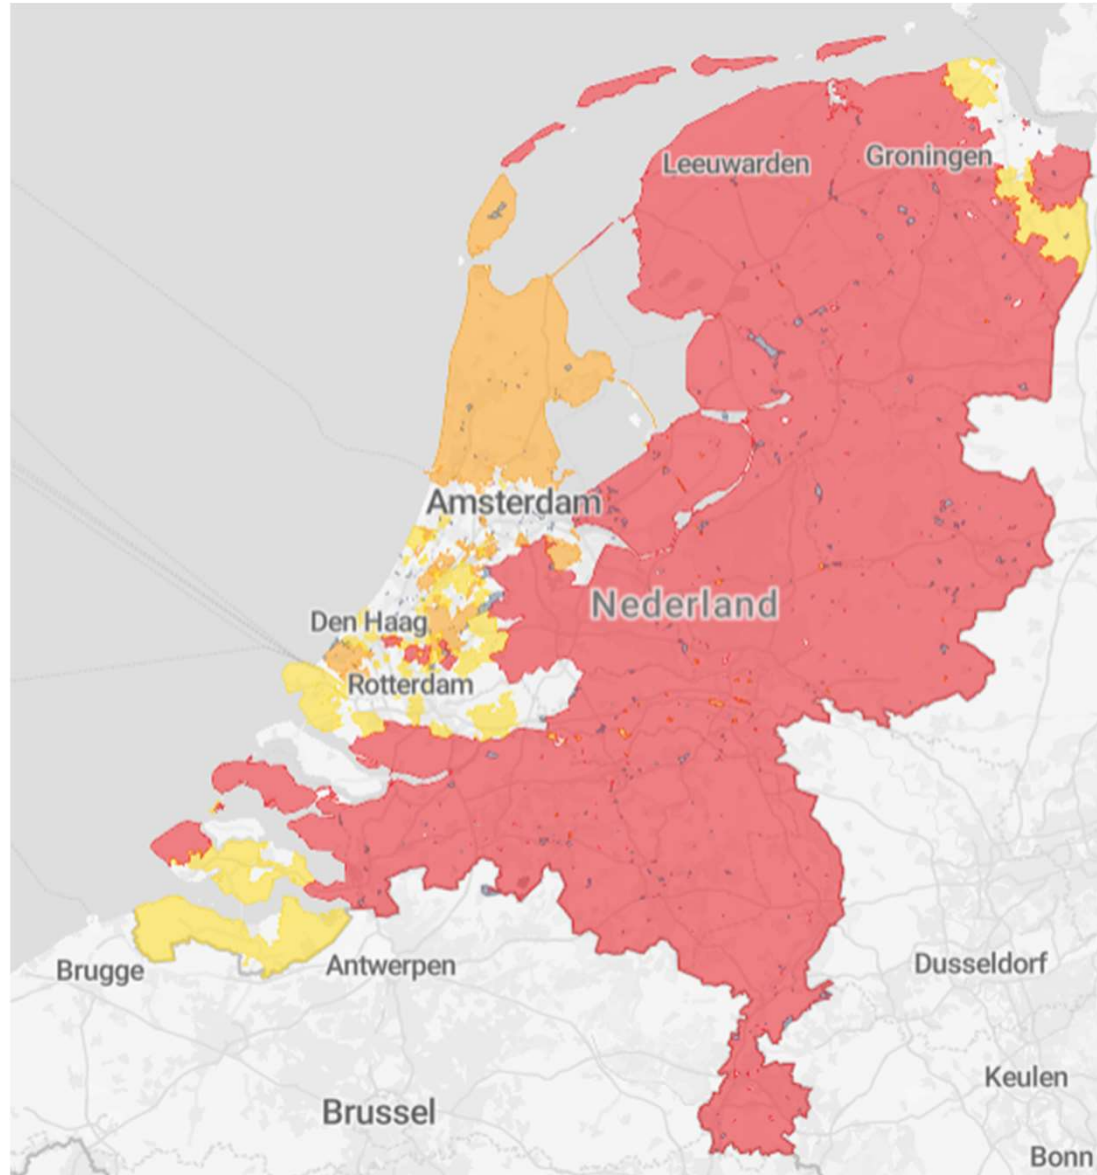 Leeuwarden
Groningen
Amsterdam
Nederland
Den Haag
Rotterdam
Brugge
Antwerpen
Dusseldorf
Keulen
Brussel
Bonn